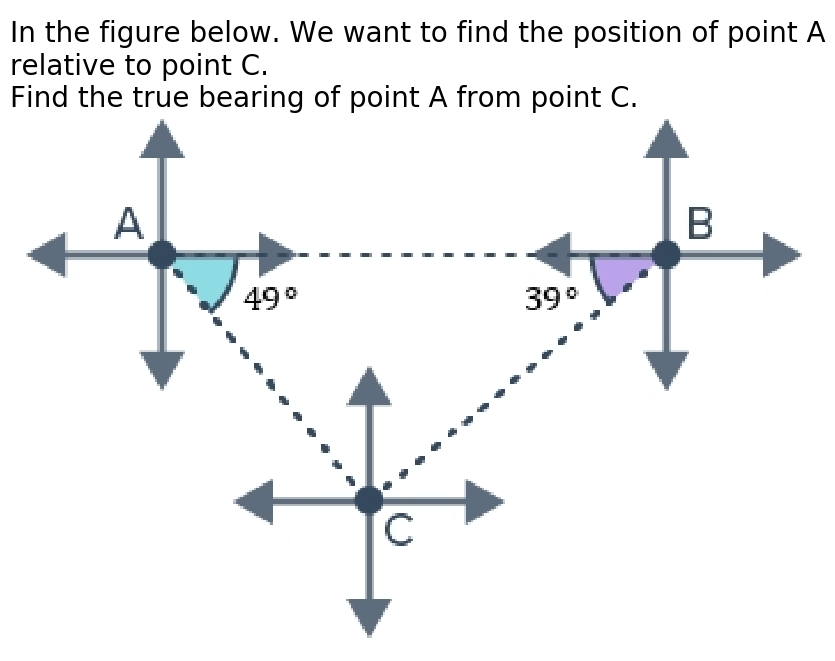 In the figure below. We want to find the position of point A
relative to point C.
Find the true bearing of point A from point C.
A
B
49°
39°
C